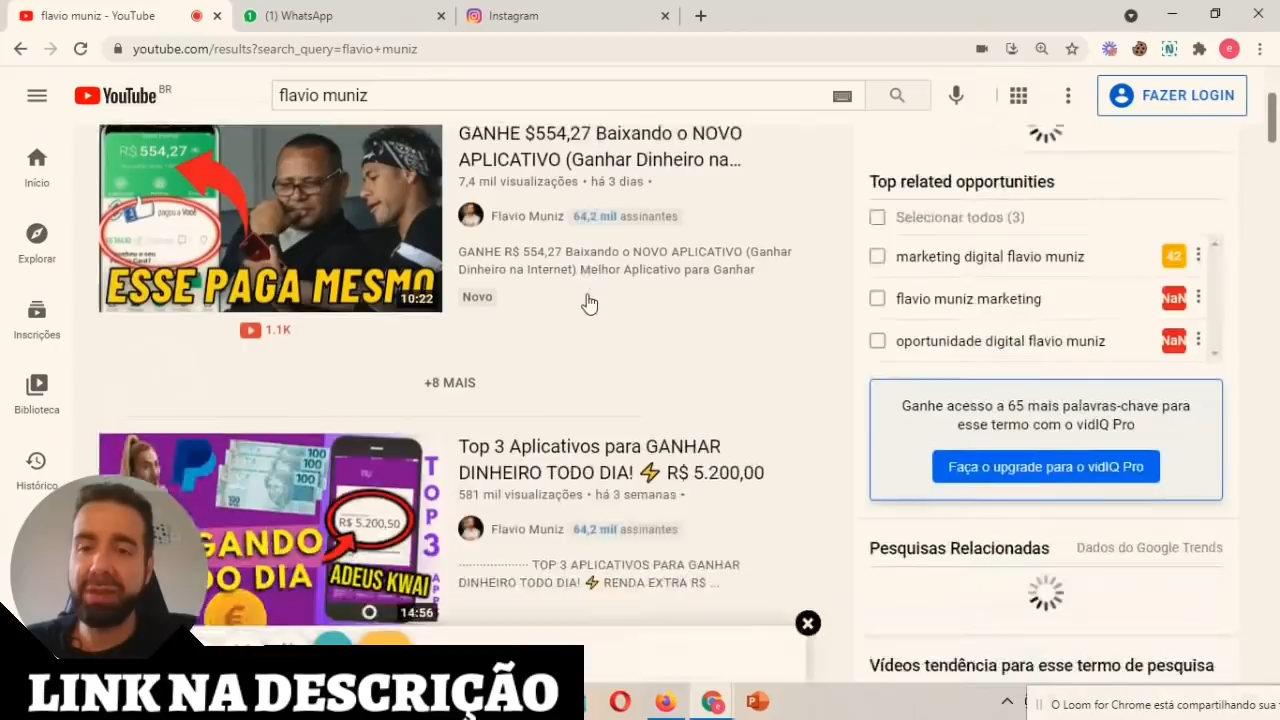 flavio muniz - YouTube
(1) WhatsApp
Instagram
youtube.com/results?search_query=flavio+muniz
e
YouTube BR
flavio muniz
FAZER LOGIN
Início
Explorar
Inscrições
Biblioteca
Histórico
R$ 554,27
pagou a Você
ESSE PAGA MESMO
10:22
1.1K
GANHE $554,27 Baixando o NOVO
APLICATIVO (Ganhar Dinheiro na...
7,4 mil visualizações • há 3 dias •
Flavio Muniz 64,2 mil assinantes
GANHE R$ 554,27 Baixando o NOVO APLICATIVO (Ganhar
Dinheiro na Internet) Melhor Aplicativo para Ganhar
Novo
+8 MAIS
100
100
TOP 3
R$ 5.200,50
GANDO
DO DIA
ADEUS KWAI
14:56
Top 3 Aplicativos para GANHAR
DINHEIRO TODO DIA! ⚡ R$ 5.200,00
581 mil visualizações • há 3 semanas •
Flavio Muniz 64,2 mil assinantes
··················· TOP 3 APLICATIVOS PARA GANHAR
DINHEIRO TODO DIA! ⚡ RENDA EXTRA R$ ...
Top related opportunities
Selecionar todos (3)
marketing digital flavio muniz 42
flavio muniz marketing NaN
oportunidade digital flavio muniz NaN
Ganhe acesso a 65 mais palavras-chave para
esse termo com o vidIQ Pro
Faça o upgrade para o vidIQ Pro
Pesquisas Relacionadas
Dados do Google Trends
Vídeos tendência para esse termo de pesquisa
LINK NA DESCRIÇÃO
O Loom for Chrome está compartilhando sua